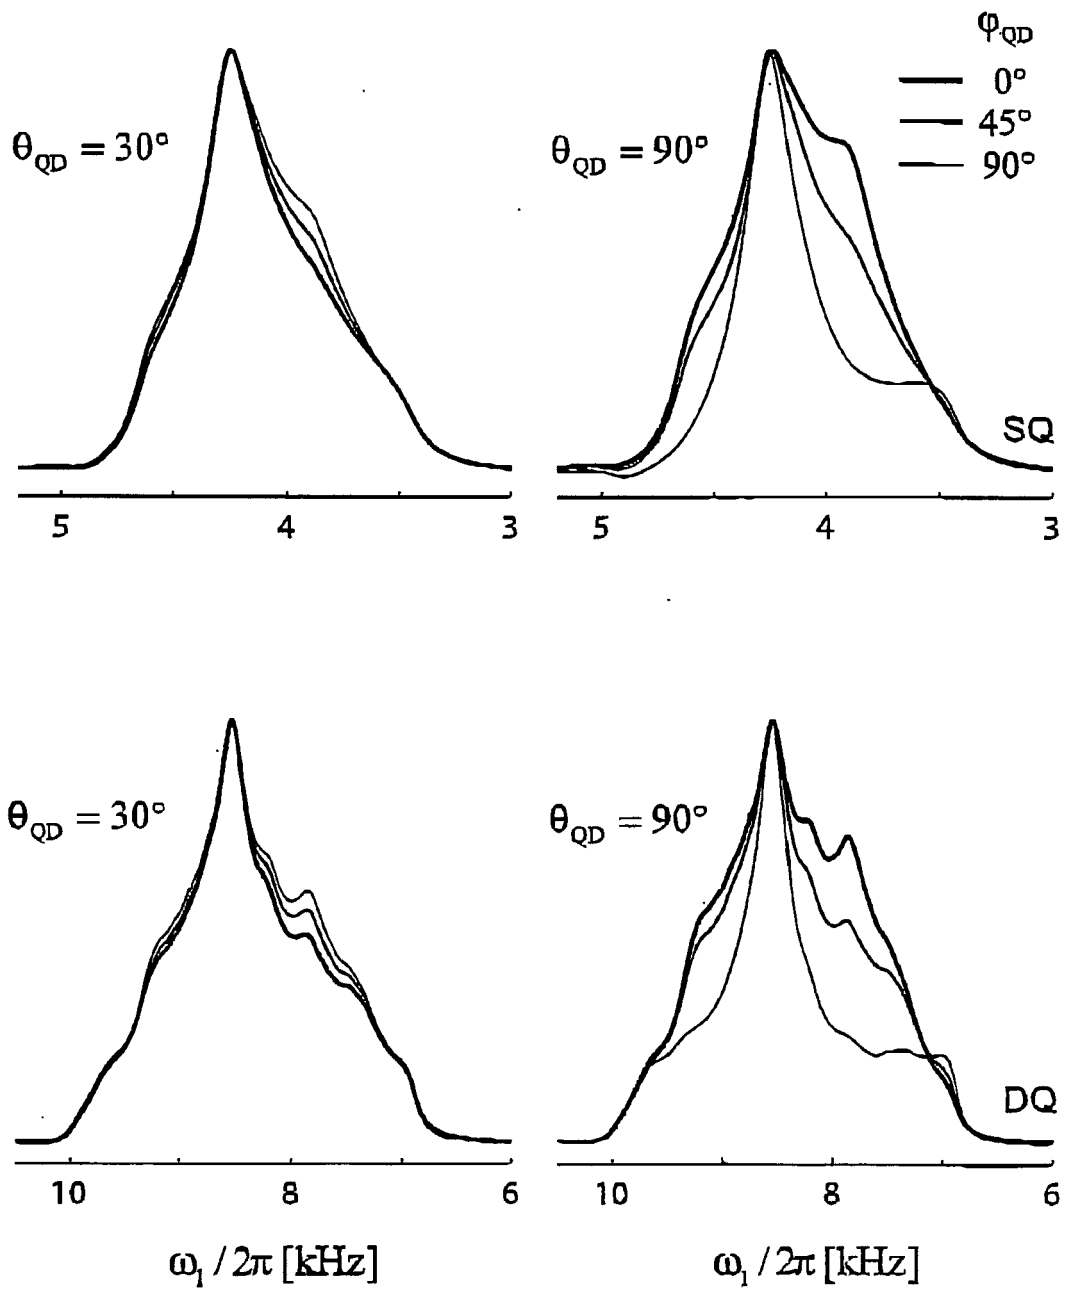 φQD
0°
45°
90°
θQD = 30°
θQD = 90°
SQ
5 4 3
5 4 3
θQD = 30°
θQD = 90°
DQ
10 8 6
10 8 6
ω1 / 2π [kHz]
ω1 / 2π [kHz]